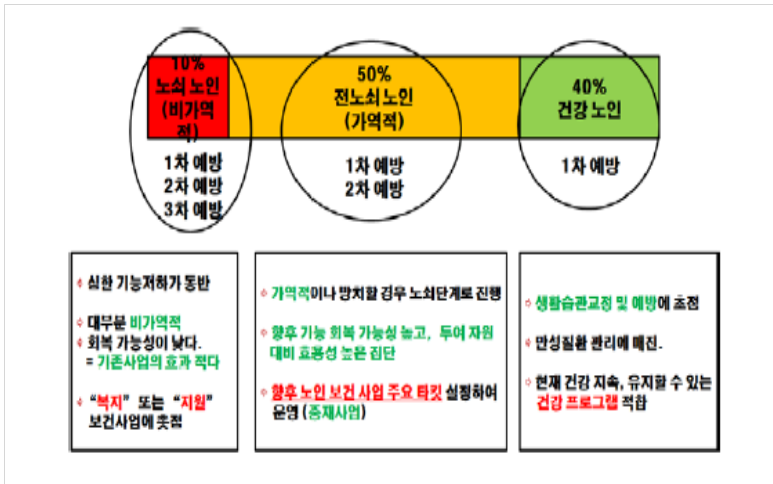 10%
노쇠 노인
(비가역
적)
1차 예방
2차 예방
3차 예방
50%
전노쇠 노인
(가역적)
1차 예방
2차 예방
40%
건강 노인
1차 예방
심한 기능저하가 동반
대부분 비가역적
회복 가능성이 낮다.
= 기존사업의 효과 적다
“복지” 또는 “지원”
보건사업에 촛점
가역적이나 방치할 경우 노쇠단계로 진행
향후 기능 회복 가능성 높고, 투여 자원
대비 효용성 높은 집단
향후 노인 보건 사업 주요 타킷 설정하여
운영 (중재사업)
생활습관교정 및 예방에 초점
만성질환 관리에 매진.
현재 건강 지속, 유지할 수 있는
건강 프로그램 적합